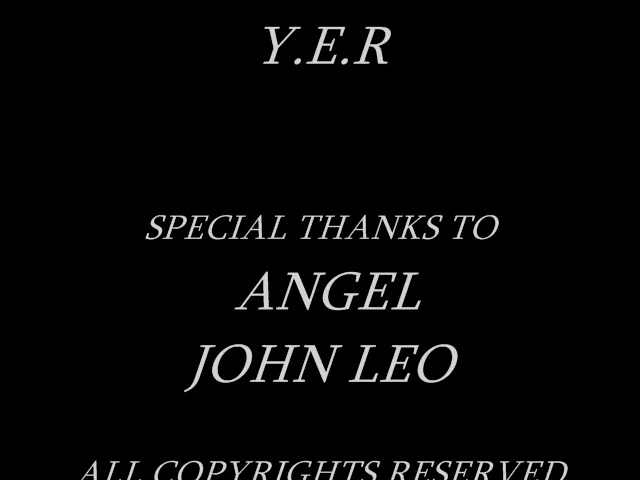 Y.E.R
SPECIAL THANKS TO
ANGEL
JOHN LEO
ALL COPYRIGHTS RESERVED